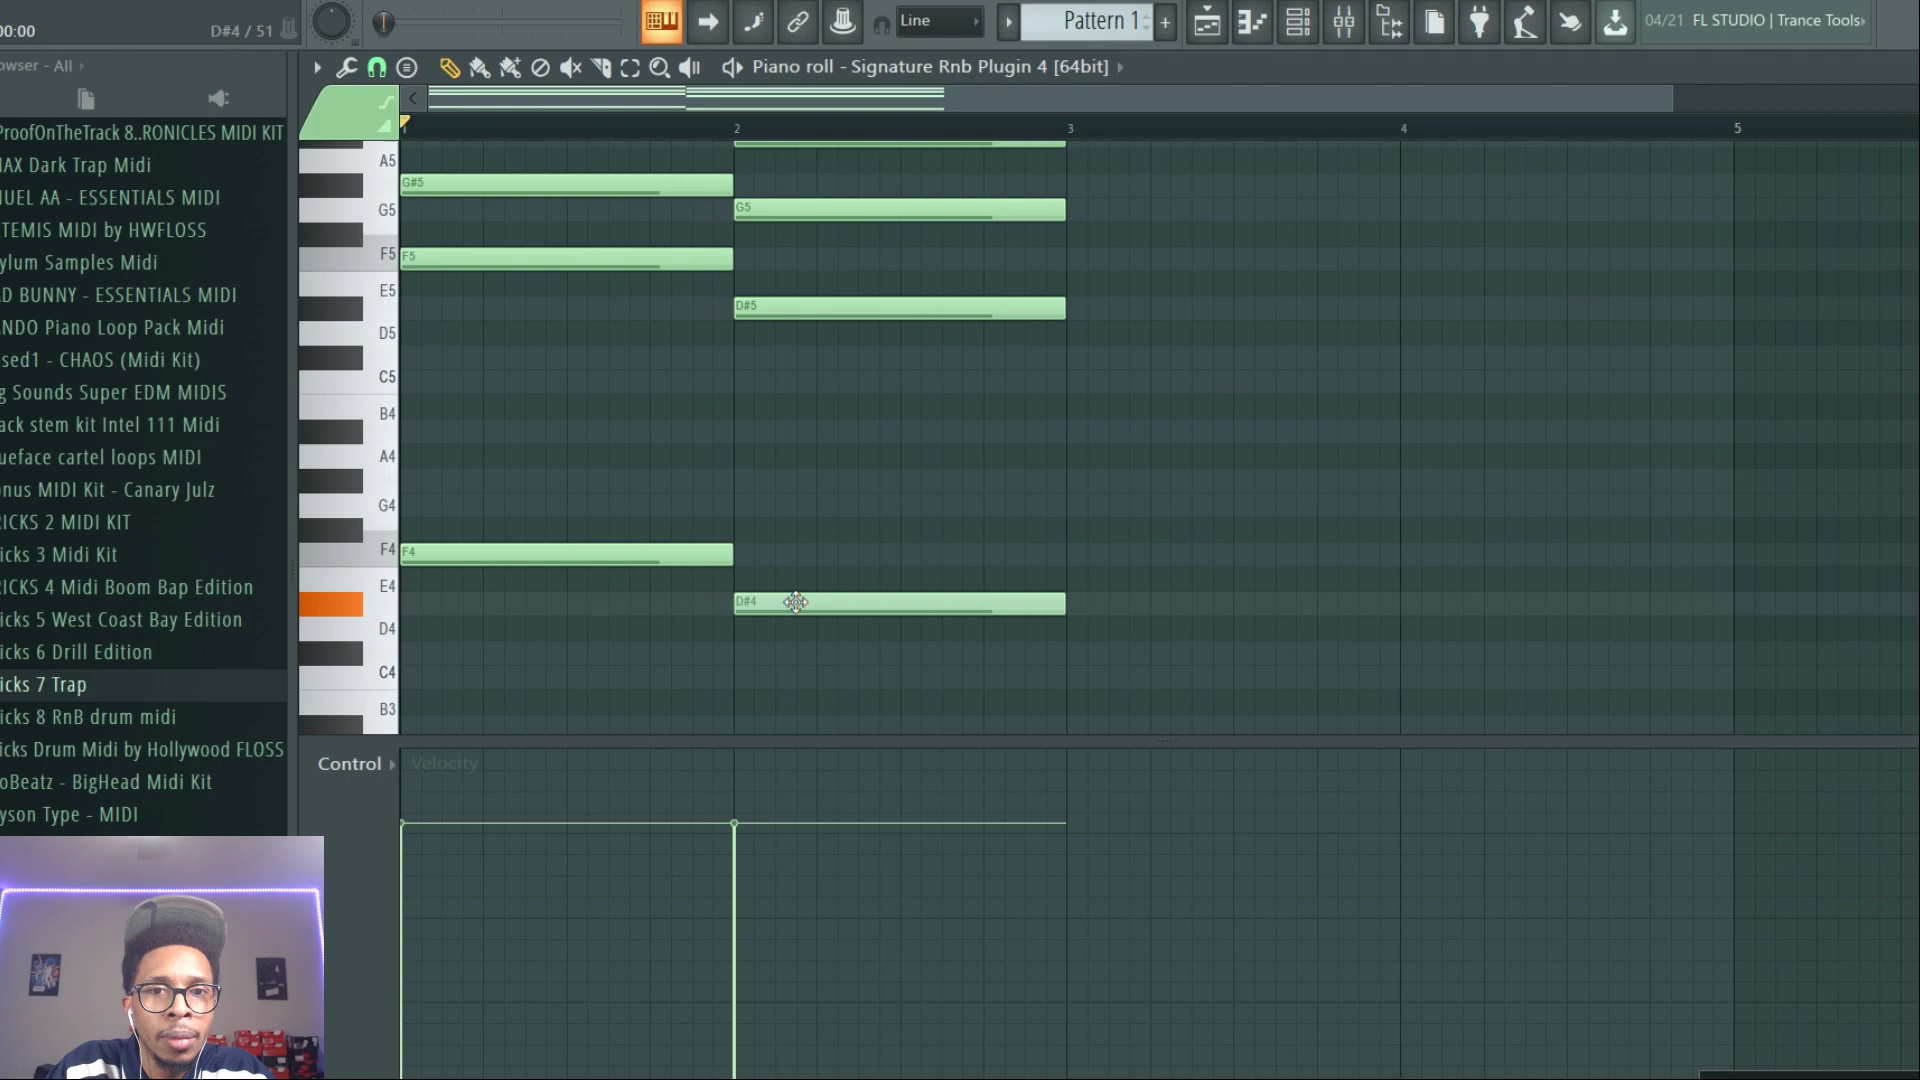 00:00
D#4 / 51
Line
Pattern 1
04/21 FL STUDIO | Trance Tools
owser - All
Piano roll - Signature Rnb Plugin 4 [64bit]
ProofOnTheTrack 8..RONICLES MIDI KIT
IAX Dark Trap Midi
IUEL AA - ESSENTIALS MIDI
TEMIS MIDI by HWFLOSS
ylum Samples Midi
D BUNNY - ESSENTIALS MIDI
NDO Piano Loop Pack Midi
sed1 - CHAOS (Midi Kit)
g Sounds Super EDM MIDIS
ack stem kit Intel 111 Midi
ueface cartel loops MIDI
onus MIDI Kit - Canary Julz
RICKS 2 MIDI KIT
icks 3 Midi Kit
RICKS 4 Midi Boom Bap Edition
icks 5 West Coast Bay Edition
icks 6 Drill Edition
icks 7 Trap
icks 8 RnB drum midi
icks Drum Midi by Hollywood FLOSS
oBeatz - BigHead Midi Kit
yson Type - MIDI
2
3
4
5
A5
G5
F5
E5
D5
C5
B4
A4
G4
F4
E4
D4
C4
B3
G#5
G5
F5
D#5
F4
D#4
Control
Velocity